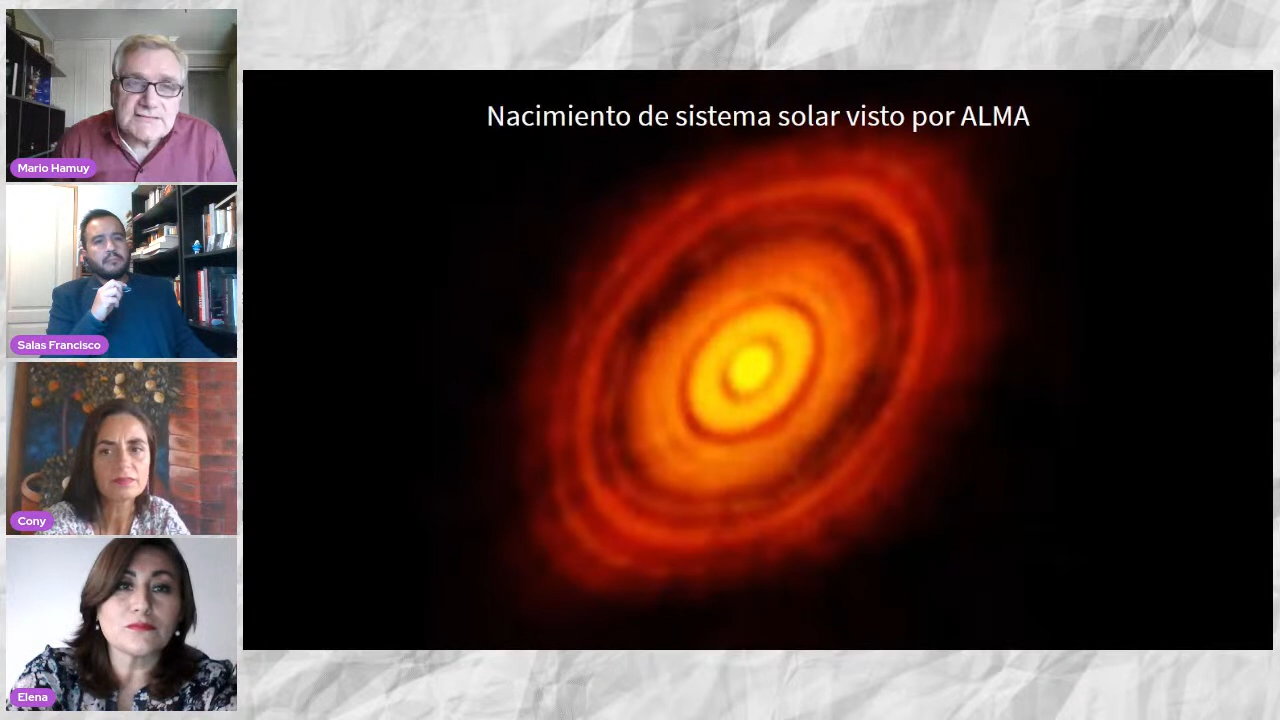 Nacimiento de sistema solar visto por ALMA
Mario Hamuy
Salas Francisco
Cony
Elena